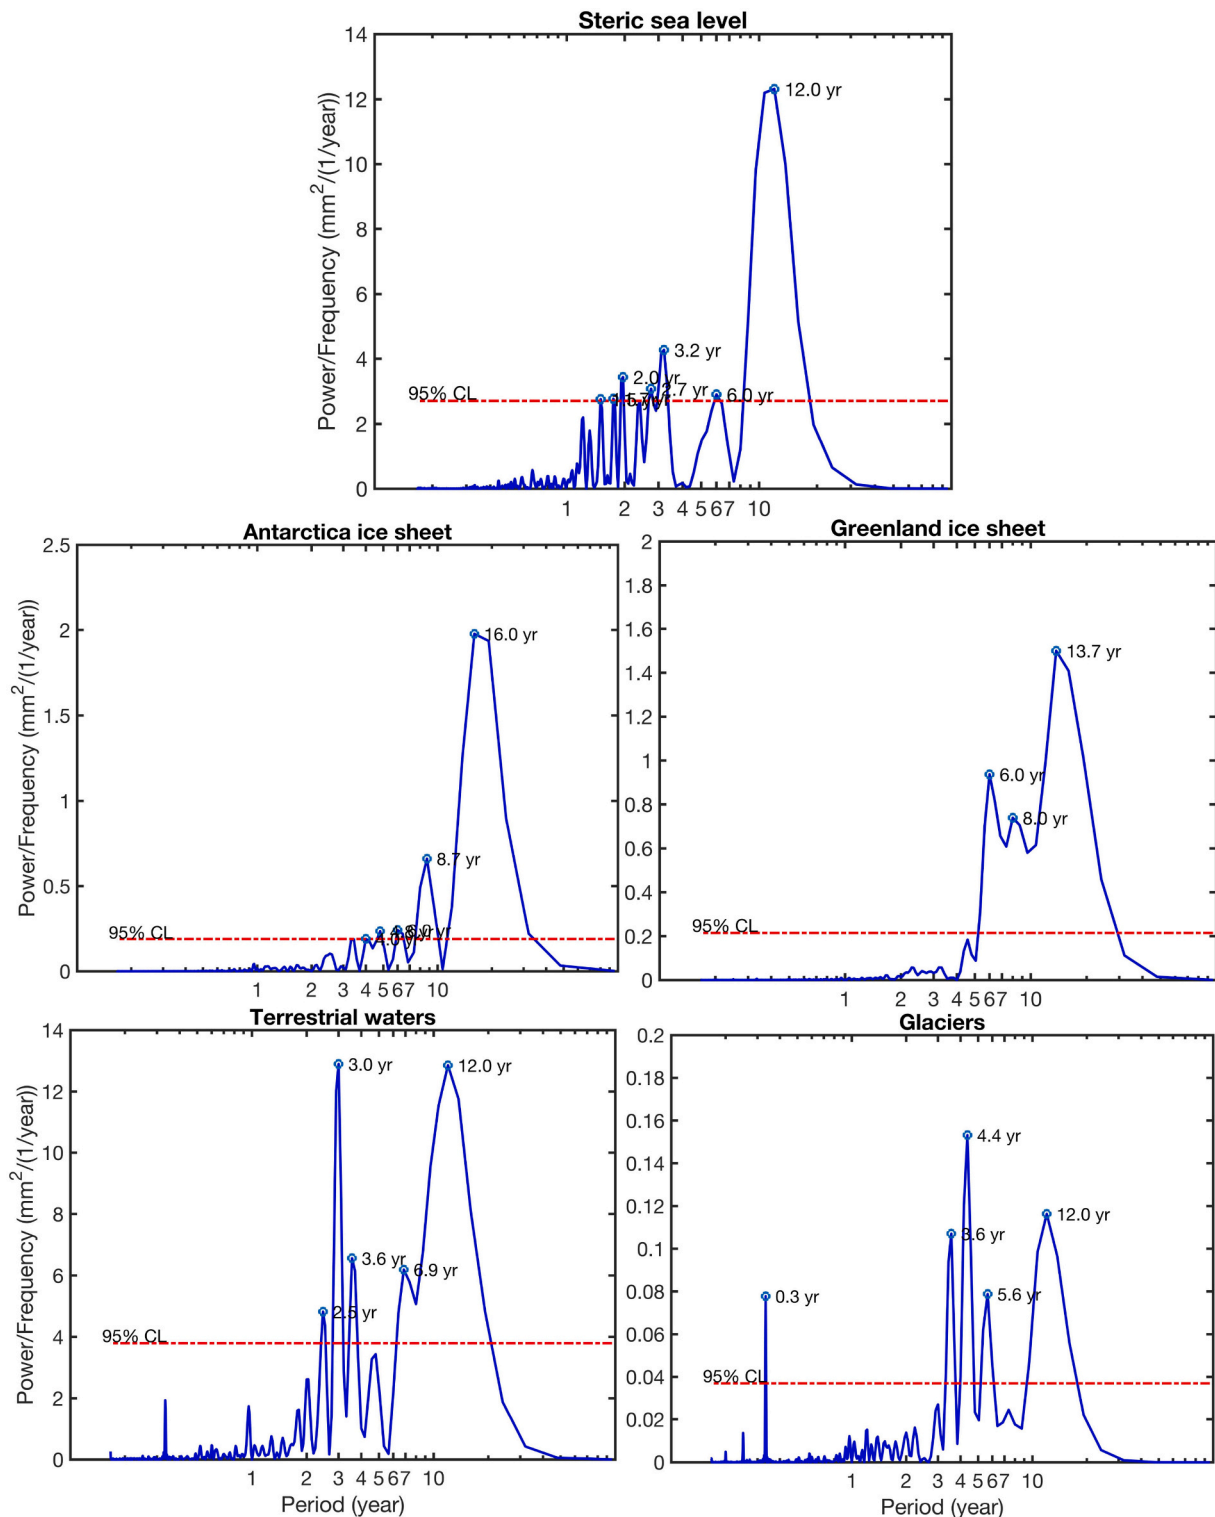 Steric sea level
Power/Frequency (mm²/(1/year))
14
12
10
8
6
4
2
0
95% CL
2.0 yr
2.7 yr
3.2 yr
6.0 yr
12.0 yr
1 2 3 4 5 6 7 10
Antarctica ice sheet
Power/Frequency (mm²/(1/year))
2.5
2
1.5
1
0.5
0
95% CL
4.0 yr
4.8 yr
6.0 yr
8.7 yr
16.0 yr
1 2 3 4 5 6 7 10
Greenland ice sheet
2
1.8
1.6
1.4
1.2
1
0.8
0.6
0.4
0.2
0
95% CL
6.0 yr
8.0 yr
13.7 yr
1 2 3 4 5 6 7 10
Terrestrial waters
Power/Frequency (mm²/(1/year))
14
12
10
8
6
4
2
0
95% CL
2.5 yr
3.0 yr
3.6 yr
6.9 yr
12.0 yr
1 2 3 4 5 6 7 10
Period (year)
Glaciers
0.2
0.18
0.16
0.14
0.12
0.1
0.08
0.06
0.04
0.02
0
95% CL
0.3 yr
3.6 yr
4.4 yr
5.6 yr
12.0 yr
1 2 3 4 5 6 7 10
Period (year)